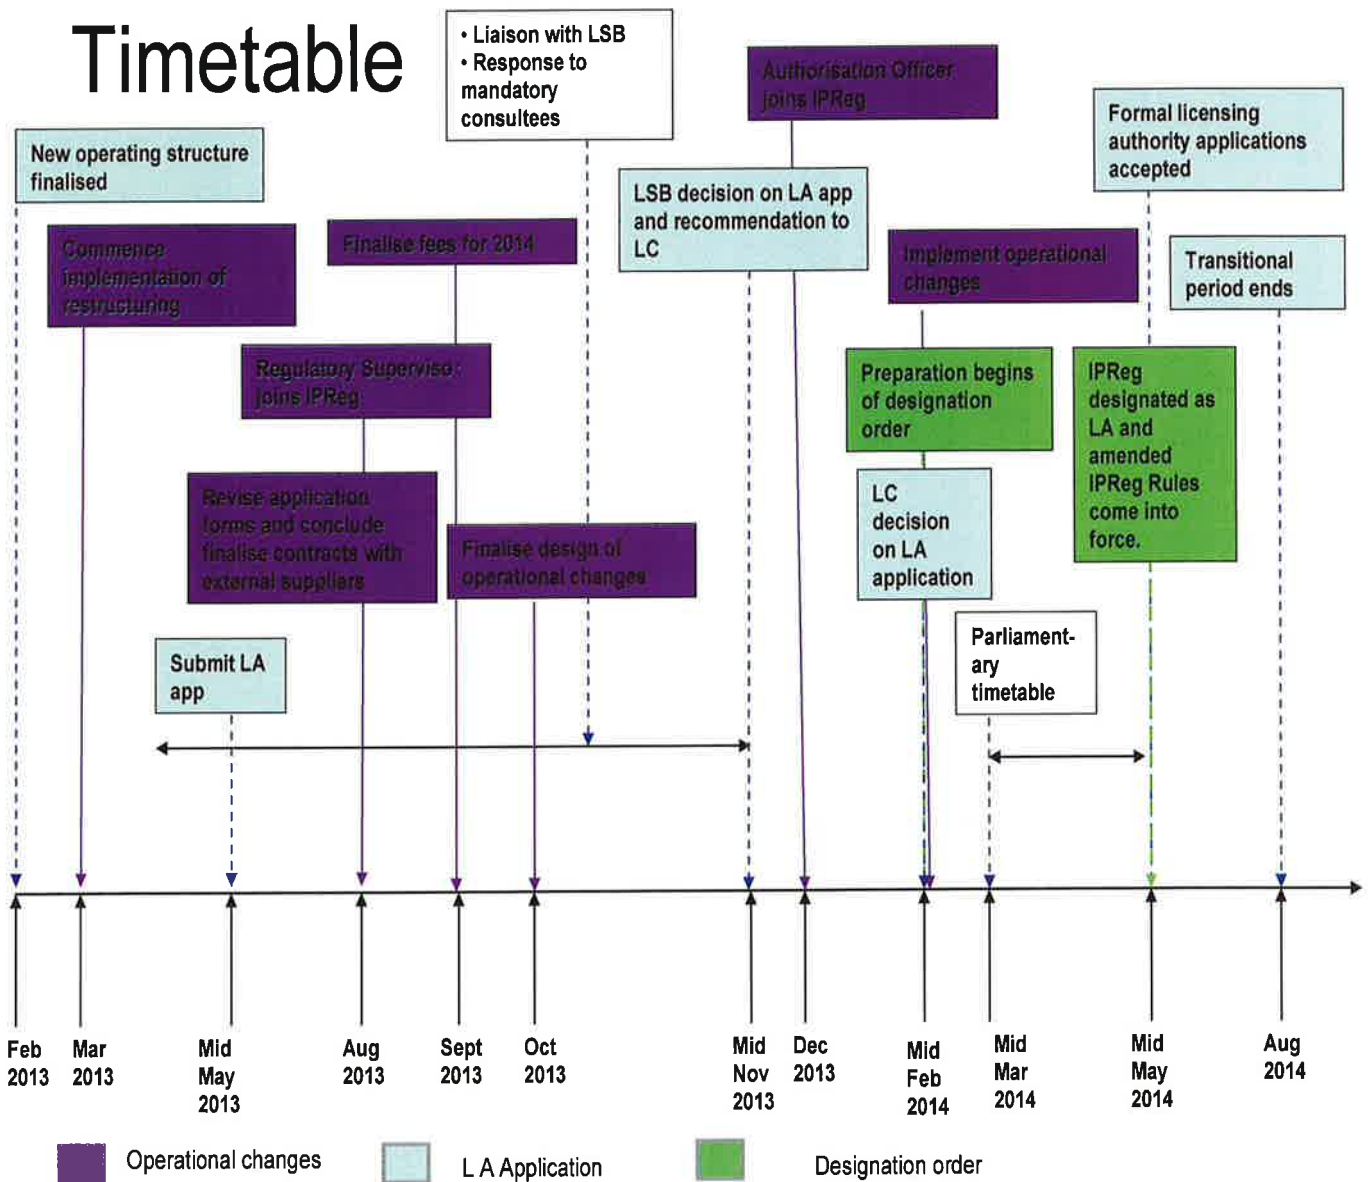 Timetable
• Liaison with LSB
• Response to
mandatory
consultees
Authorisation Officer
joins IPReg
Formal licensing
authority applications
accepted
New operating structure
finalised
LSB decision on LA app
and recommendation to
LC
Commence
implementation of
restructuring
Finalise fees for 2014
Implement operational
changes
Transitional
period ends
Regulatory Superviso
joins IPReg
Preparation begins
of designation
order
IPReg
designated as
LA and
amended
IPReg Rules
come into
force.
Revise application
forms and conclude
finalise contracts with
external suppliers
LC
decision
on LA
application
Finalise design of
operational changes
Parliament-
ary
timetable
Submit LA
app
Feb
2013
Mar
2013
Mid
May
2013
Aug
2013
Sept
2013
Oct
2013
Mid
Nov
2013
Dec
2013
Mid
Feb
2014
Mid
Mar
2014
Mid
May
2014
Aug
2014
Operational changes
L A Application
Designation order